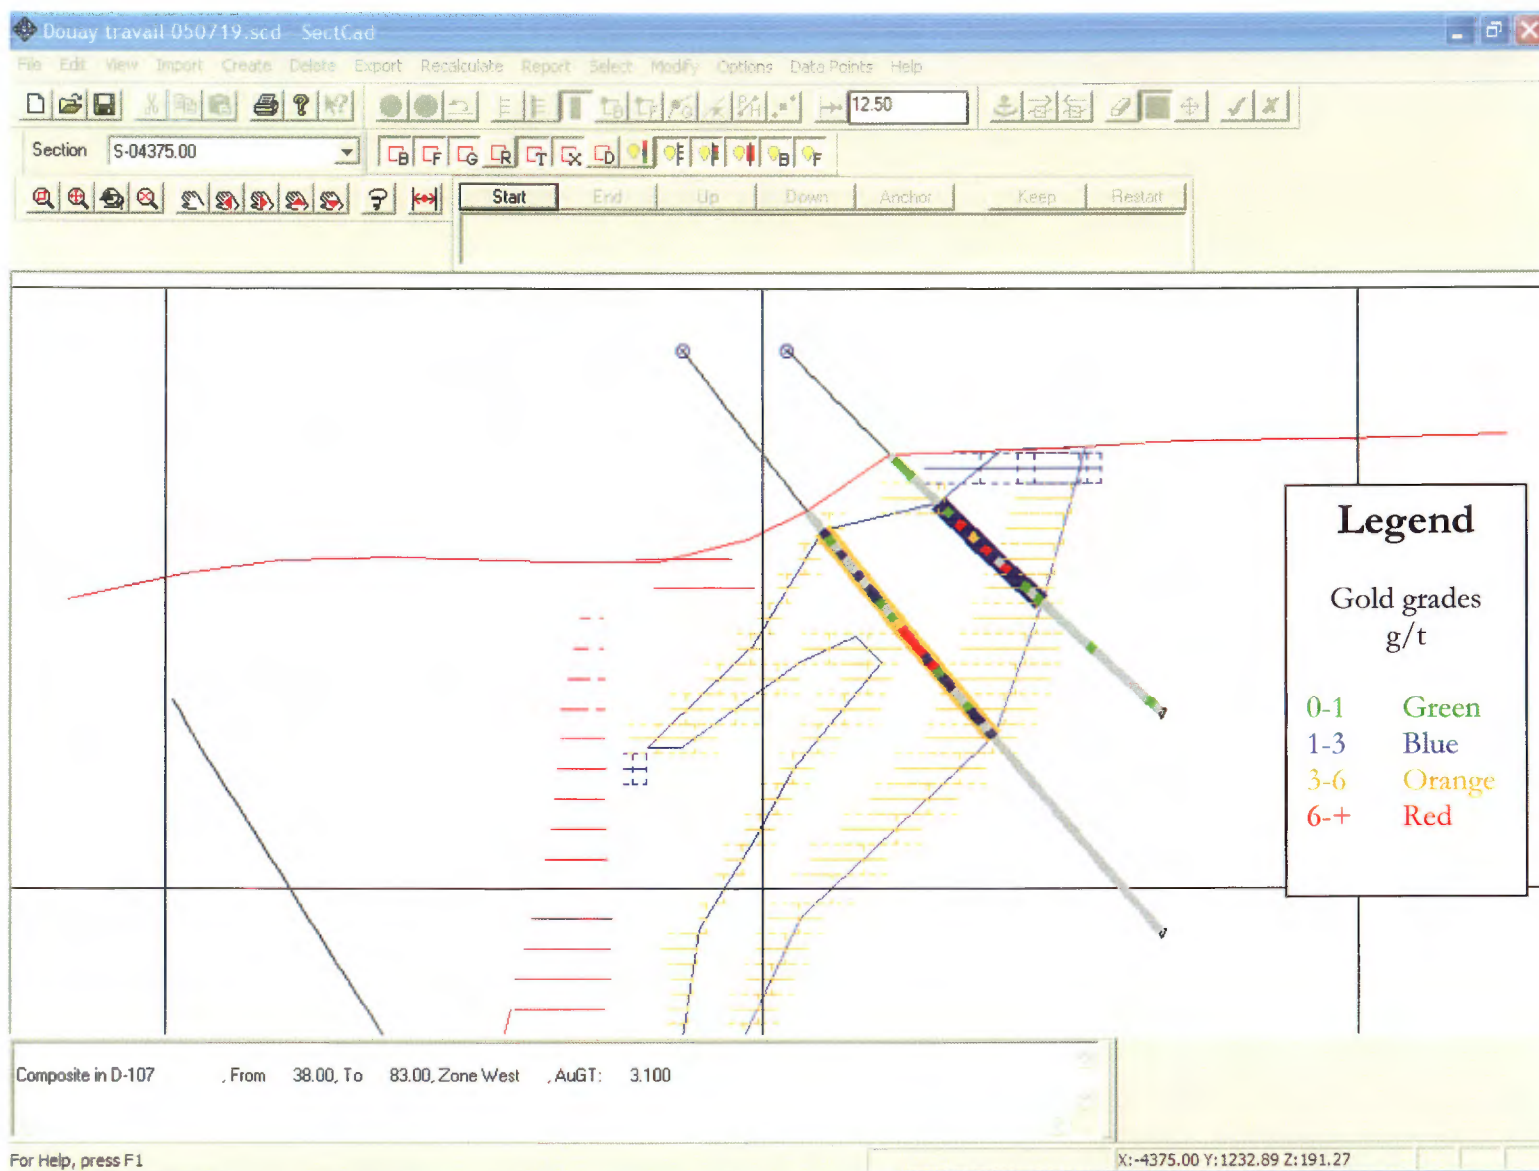 Douay travail 050719.scd SectCad
File Edit View Import Create Delete Export Recalculate Report Select Modify Options Data Points Help
12.50
Section S-04375.00
B F G R T X D B F
Start End Up Down Anchor Keep Restart
Legend
Gold grades
g/t
0-1 Green
1-3 Blue
3-6 Orange
6-+ Red
Composite in D-107 , From 38.00, To 83.00, Zone West , AuGT: 3.100
For Help, press F1
X:-4375.00 Y:1232.89 Z:191.27